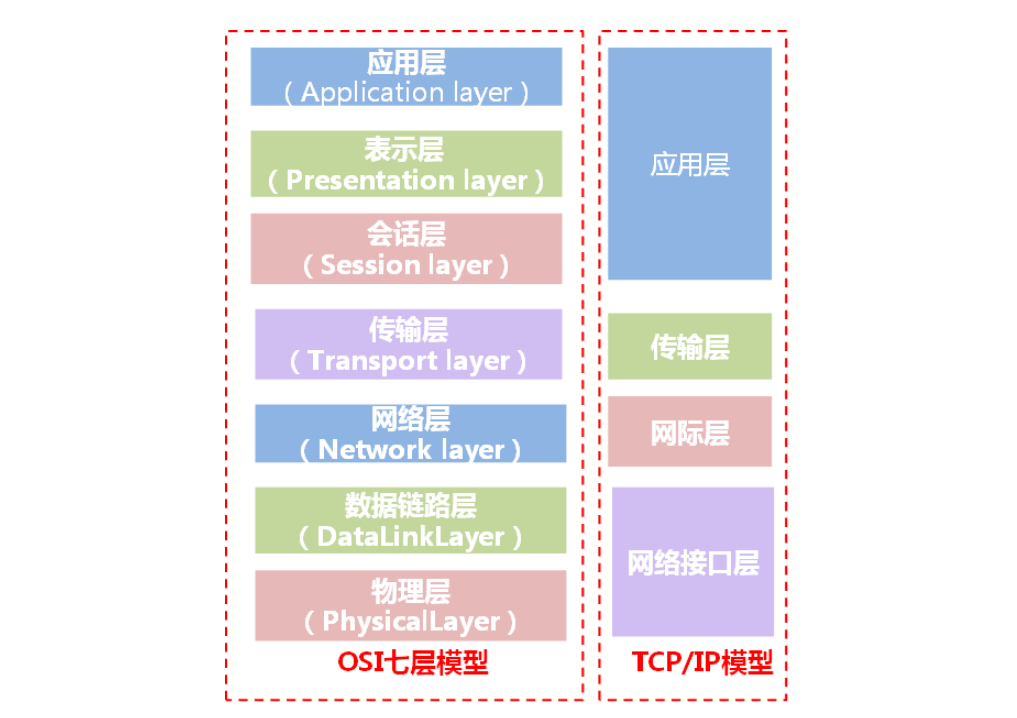 应用层
（Application layer）
表示层
（Presentation layer）
会话层
（Session layer）
传输层
（Transport layer）
网络层
（Network layer）
数据链路层
（DataLinkLayer）
物理层
（PhysicalLayer）
OSI七层模型
应用层
传输层
网际层
网络接口层
TCP/IP模型